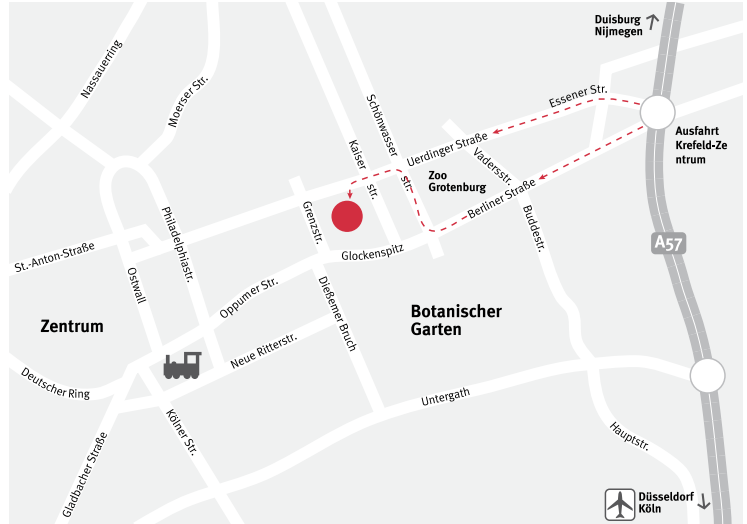 Duisburg
Nijmegen
Nassauerring
Moerser Str.
Schönwasser
str.
Kaiser
str.
Essener Str.
Uerdinger Straße
Ausfahrt
Krefeld-Ze
ntrum
Vadersstr.
Zoo
Grotenburg
Berliner Straße
Buddestr.
Grenzstr.
Philadelphiastr.
St.-Anton-Straße
Glockenspitz
A57
Ostwall
Oppumer Str.
Dießemer Bruch
Zentrum
Botanischer
Garten
Neue Ritterstr.
Deutscher Ring
Untergath
Kölner Str.
Gladbacher Straße
Hauptstr.
Düsseldorf
Köln